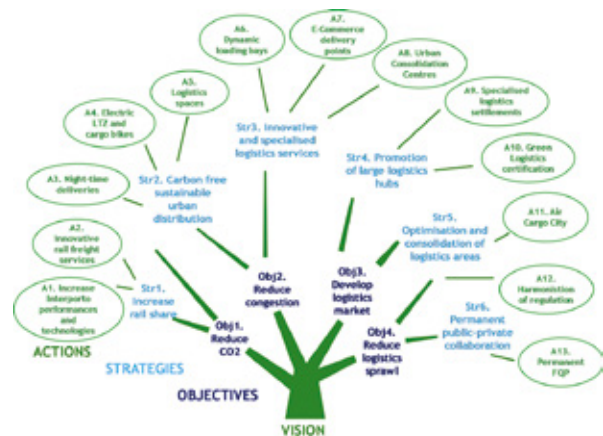 A6.
Dynamic
loading bays
A7.
E-Commerce
delivery
points
A8. Urban
Consolidation
Centres
A5.
Logistics
spaces
A9. Specialised
logistics
settlements
A4. Electric
LTZ and
cargo bikes
Str3. Innovative
and specialised
logistics services
Str4. Promotion
of large logistics
hubs
A10. Green
Logistics
certification
A3. Night-time
deliveries
Str2. Carbon free
sustainable
urban
distribution
A2.
Innovative
rail freight
services
Str5.
Optimisation and
consolidation of
logistics areas
A11. Air
Cargo City
A1. Increase
Interporto
performances
and
technologies
Str1.
increase
rail share
Obj2.
Reduce
congestion
Obj3.
Develop
logistics
market
A12.
Harmonistion
of regulation
Obj1.
Reduce
CO2
Obj4.
Reduce
logistics
sprawl
Str6.
Permanent
public-private
collaboration
A13.
Permanent
FQP
ACTIONS
STRATEGIES
OBJECTIVES
VISION